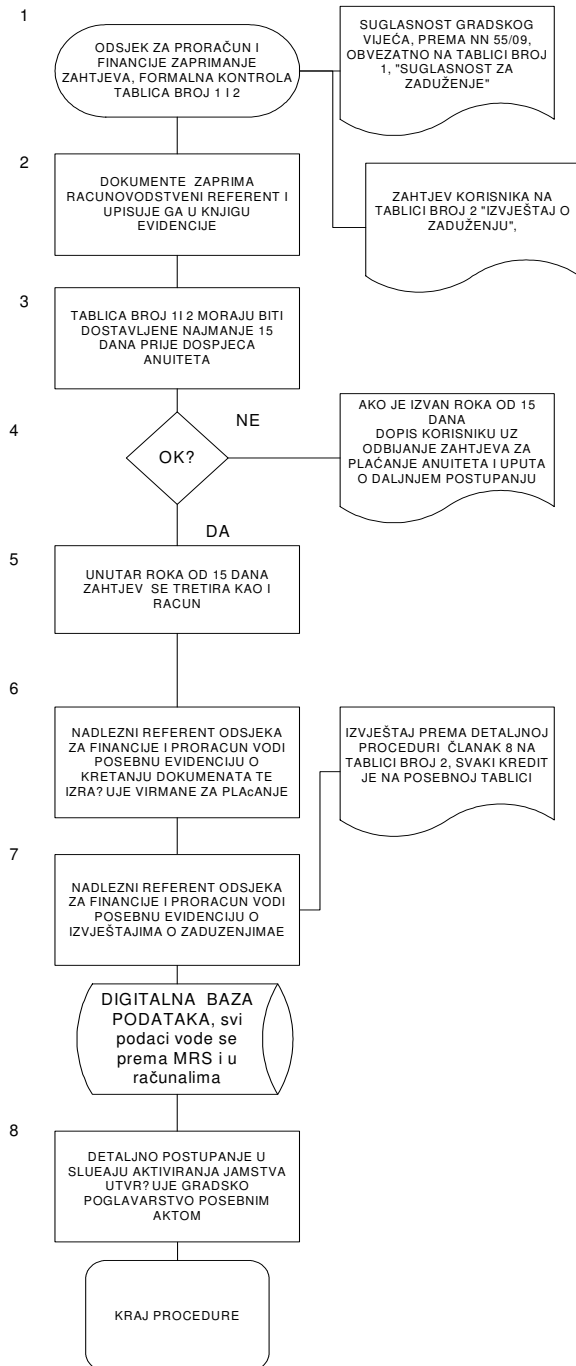 1
ODSJEK ZA PRORAČUN I
FINANCIJE ZAPRIMANJE
ZAHTJEVA, FORMALNA KONTROLA
TABLICA BROJ 1 I 2
SUGLASNOST GRADSKOG
VIJEĆA, PREMA NN 55/09,
OBVEZATNO NA TABLICI BROJ
1, "SUGLASNOST ZA
ZADUŽENJE"
2
DOKUMENTE ZAPRIMA
RACUNOVODSTVENI REFERENT I
UPISUJE GA U KNJIGU
EVIDENCIJE
ZAHTJEV KORISNIKA NA
TABLICI BROJ 2 "IZVJEŠTAJ O
ZADUŽENJU",
3
TABLICA BROJ 1I 2 MORAJU BITI
DOSTAVLJENE NAJMANJE 15
DANA PRIJE DOSPJECA
ANUITETA
4
OK?
NE
DA
AKO JE IZVAN ROKA OD 15
DANA
DOPIS KORISNIKU UZ
ODBIJANJE ZAHTJEVA ZA
PLAĆANJE ANUITETA I UPUTA
O DALJNJEM POSTUPANJU
5
UNUTAR ROKA OD 15 DANA
ZAHTJEV SE TRETIRA KAO I
RACUN
6
NADLEZNI REFERENT ODSJEKA
ZA FINANCIJE I PRORACUN VODI
POSEBNU EVIDENCIJU O
KRETANJU DOKUMENATA TE
IZRA? UJE VIRMANE ZA PLAcANJE
IZVJEŠTAJ PREMA DETALJNOJ
PROCEDURI ČLANAK 8 NA
TABLICI BROJ 2, SVAKI KREDIT
JE NA POSEBNOJ TABLICI
7
NADLEZNI REFERENT ODSJEKA
ZA FINANCIJE I PRORACUN VODI
POSEBNU EVIDENCIJU O
IZVJEŠTAJIMA O ZADUZENJIMAE
DIGITALNA BAZA
PODATAKA, svi
podaci vode se
prema MRS i u
računalima
8
DETALJNO POSTUPANJE U
SLUEAJU AKTIVIRANJA JAMSTVA
UTVR? UJE GRADSKO
POGLAVARSTVO POSEBNIM
AKTOM
KRAJ PROCEDURE